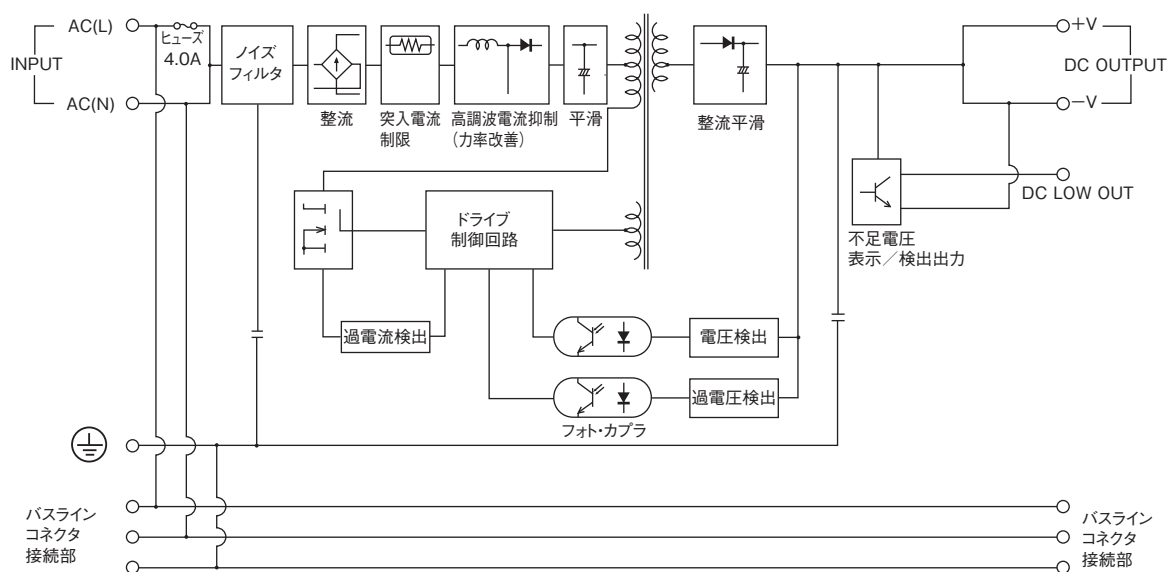 INPUT
AC(L)
AC(N)
ヒューズ
4.0A
ノイズ
フィルタ
整流
突入電流
制限
高調波電流抑制
(力率改善)
平滑
整流平滑
+V
DC OUTPUT
−V
DC LOW OUT
不足電圧
表示/検出出力
ドライブ
制御回路
過電流検出
電圧検出
過電圧検出
フォト・カプラ
バスライン
コネクタ
接続部
バスライン
コネクタ
接続部